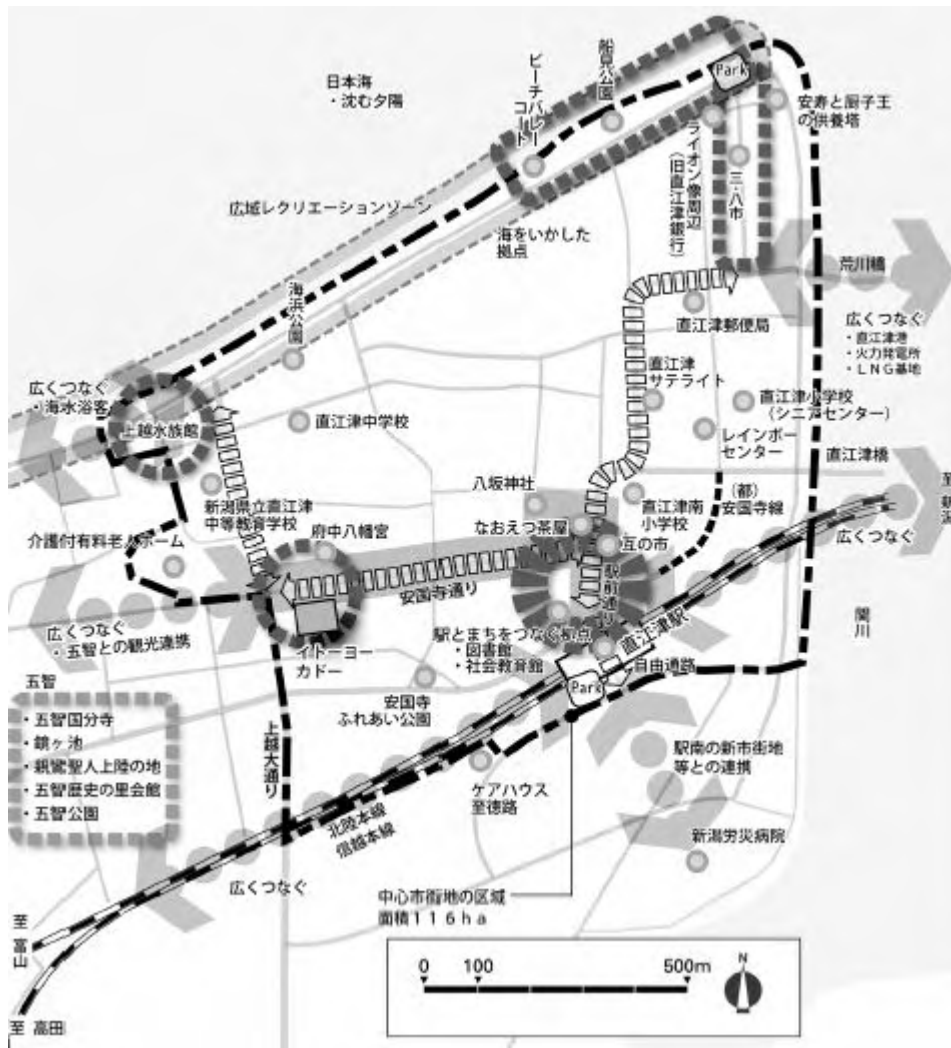 日本海
・沈む夕陽
ビーチバレー
コート
船見公園
Park
安寿と厨子王
の供養塔
ライオン像周辺
(旧直江津銀行)
三・八市
広域レクリエーションゾーン
海をいかした
拠点
荒川橋
海浜公園
直江津郵便局
広くつなぐ
・直江津港
・火力発電所
・LNG基地
直江津
サテライト
広くつなぐ
・海水浴客
上越水族館
直江津中学校
直江津小学校
(シニアセンター)
レインボー
センター
直江津橋
八坂神社
(都)
安国寺線
新潟県立直江津
中等教育学校
直江津南
小学校
なおえつ茶屋
介護付有料老人ホーム
府中八幡宮
互の市
広くつなぐ
安国寺通り
駅前通り
広くつなぐ
・五智との観光連携
関川
イトーヨー
カドー
駅とまちをつなぐ拠点
・図書館
・社会教育館
直江津駅
自由通路
Park
五智
・五智国分寺
・鏡ヶ池
・親鸞聖人上陸の地
・五智歴史の里会館
・五智公園
安国寺
ふれあい公園
上越大通り
駅南の新市街地
等との連携
ケアハウス
至徳路
北陸本線
信越本線
新潟労災病院
広くつなぐ
中心市街地の区域
面積116ha
至 富山
0 100 500m
N
至 高田